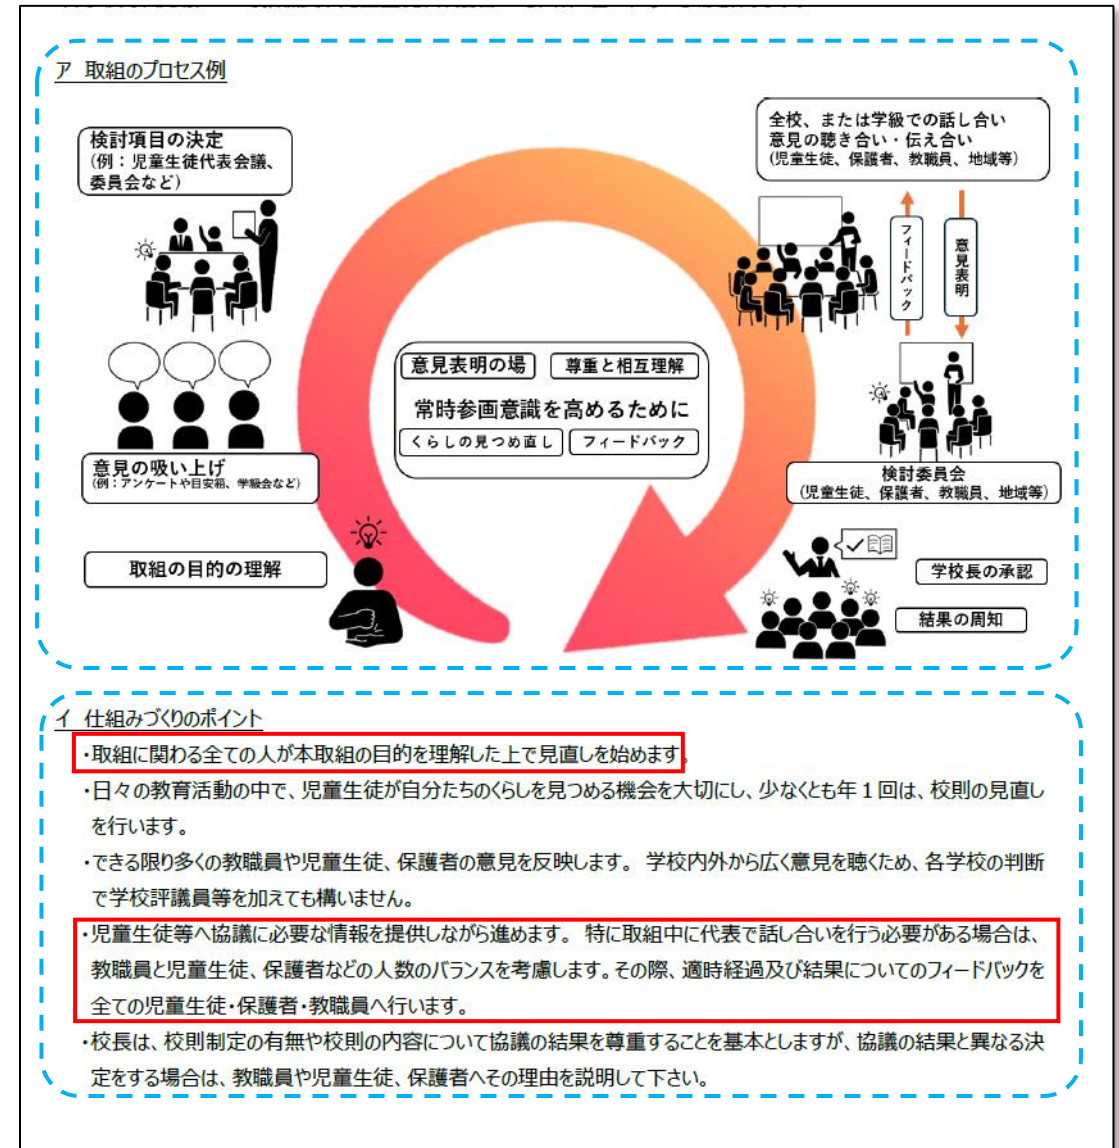 ア 取組のプロセス例
検討項目の決定
(例：児童生徒代表会議、
委員会など)
意見の吸い上げ
(例：アンケートや目安箱、学級会など)
取組の目的の理解
意見表明の場
尊重と相互理解
常時参画意識を高めるために
くらしの見つめ直し
フィードバック
全校、または学級での話し合い
意見の聴き合い・伝え合い
(児童生徒、保護者、教職員、地域等)
フィードバック
意見表明
検討委員会
(児童生徒、保護者、教職員、地域等)
学校長の承認
結果の周知
イ 仕組みづくりのポイント
・取組に関わる全ての人が本取組の目的を理解した上で見直しを始めます。
・日々の教育活動の中で、児童生徒が自分たちのくらしを見つめる機会を大切にし、少なくとも年１回は、校則の見直し
を行います。
・できる限り多くの教職員や児童生徒、保護者の意見を反映します。 学校内外から広く意見を聴くため、各学校の判断
で学校評議員等を加えても構いません。
・児童生徒等へ協議に必要な情報を提供しながら進めます。 特に取組中に代表で話し合いを行う必要がある場合は、
教職員と児童生徒、保護者などの人数のバランスを考慮します。その際、適時経過及び結果についてのフィードバックを
全ての児童生徒・保護者・教職員へ行います。
・校長は、校則制定の有無や校則の内容について協議の結果を尊重することを基本としますが、協議の結果と異なる決
定をする場合は、教職員や児童生徒、保護者へその理由を説明して下さい。